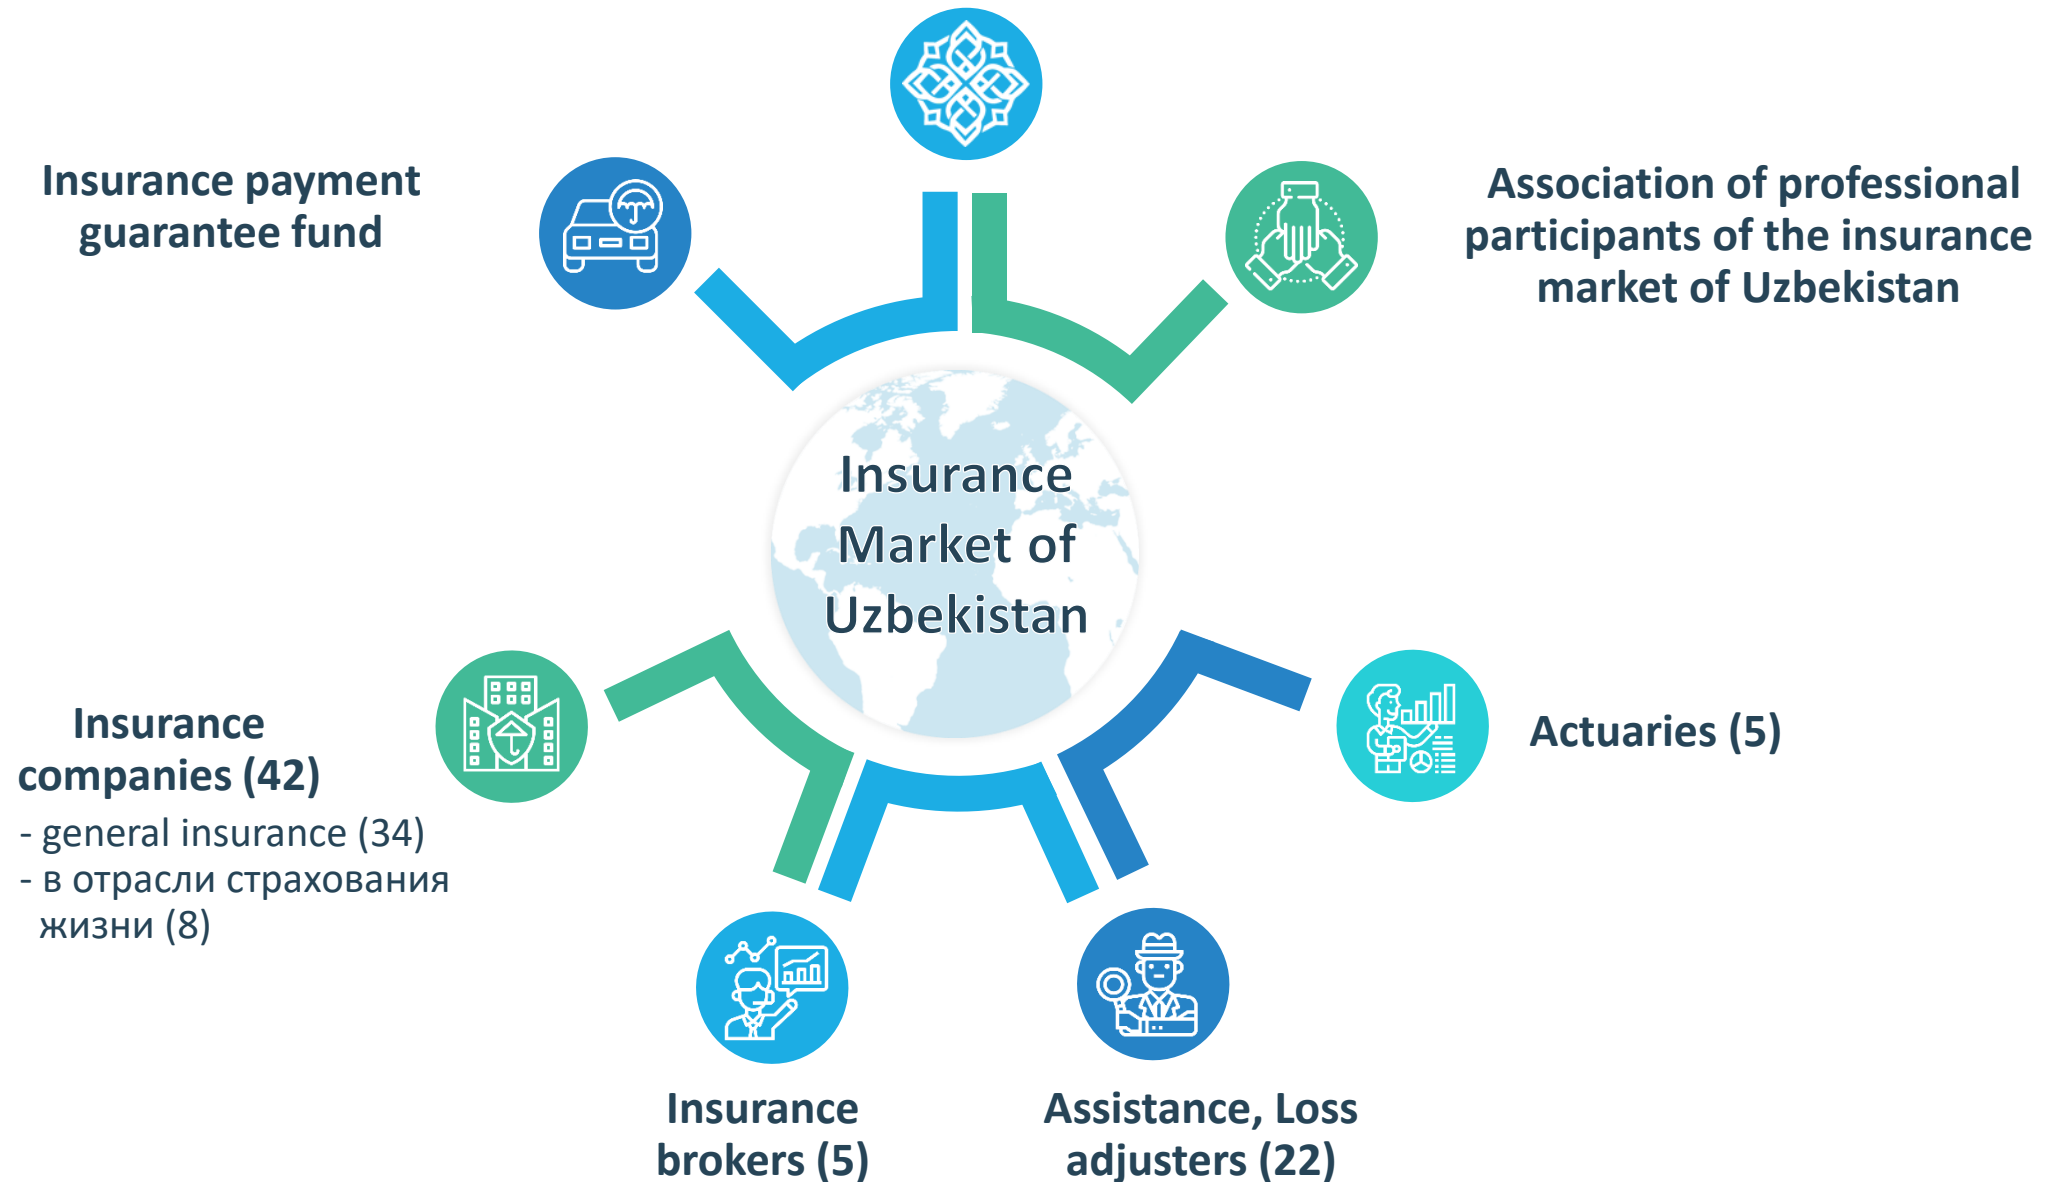 Insurance payment
guarantee fund
Association of professional
participants of the insurance
market of Uzbekistan
Insurance
Market of
Uzbekistan
Insurance
companies (42)
- general insurance (34)
- в отрасли страхования
жизни (8)
Actuaries (5)
Insurance
brokers (5)
Assistance, Loss
adjusters (22)